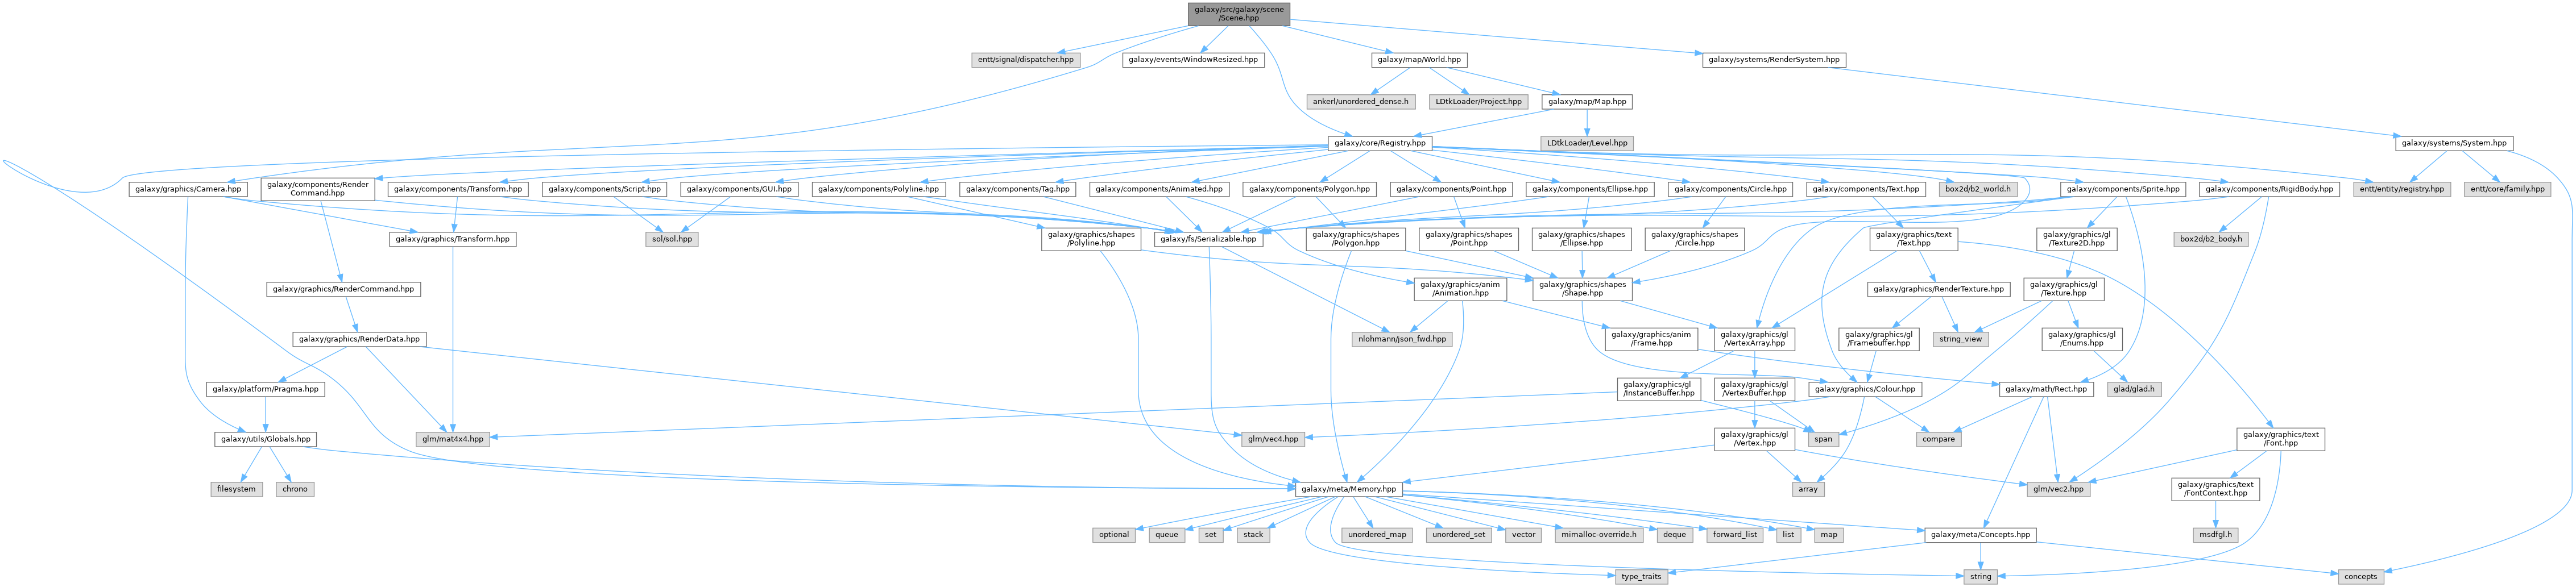 galaxy/src/galaxy/scene
/Scene.hpp
entt/signal/dispatcher.hpp
galaxy/events/WindowResized.hpp
galaxy/map/World.hpp
galaxy/systems/RenderSystem.hpp
ankerl/unordered_dense.h
LDtkLoader/Project.hpp
galaxy/map/Map.hpp
galaxy/core/Registry.hpp
LDtkLoader/Level.hpp
galaxy/systems/System.hpp
galaxy/graphics/Camera.hpp
galaxy/components/Render
Command.hpp
galaxy/components/Transform.hpp
galaxy/components/Script.hpp
galaxy/components/GUI.hpp
galaxy/components/Polyline.hpp
galaxy/components/Tag.hpp
galaxy/components/Animated.hpp
galaxy/components/Polygon.hpp
galaxy/components/Point.hpp
galaxy/components/Ellipse.hpp
galaxy/components/Circle.hpp
galaxy/components/Text.hpp
box2d/b2_world.h
galaxy/components/Sprite.hpp
galaxy/components/RigidBody.hpp
entt/entity/registry.hpp
entt/core/family.hpp
galaxy/graphics/Transform.hpp
sol/sol.hpp
galaxy/graphics/shapes
/Polyline.hpp
galaxy/fs/Serializable.hpp
galaxy/graphics/shapes
/Polygon.hpp
galaxy/graphics/shapes
/Point.hpp
galaxy/graphics/shapes
/Ellipse.hpp
galaxy/graphics/shapes
/Circle.hpp
galaxy/graphics/text
/Text.hpp
galaxy/graphics/gl
/Texture2D.hpp
box2d/b2_body.h
galaxy/graphics/RenderCommand.hpp
galaxy/graphics/anim
/Animation.hpp
galaxy/graphics/shapes
/Shape.hpp
galaxy/graphics/RenderTexture.hpp
galaxy/graphics/gl
/Texture.hpp
galaxy/graphics/RenderData.hpp
nlohmann/json_fwd.hpp
galaxy/graphics/anim
/Frame.hpp
galaxy/graphics/gl
/VertexArray.hpp
galaxy/graphics/gl
/Framebuffer.hpp
string_view
galaxy/graphics/gl
/Enums.hpp
galaxy/platform/Pragma.hpp
galaxy/graphics/gl
/InstanceBuffer.hpp
galaxy/graphics/gl
/VertexBuffer.hpp
galaxy/graphics/Colour.hpp
galaxy/math/Rect.hpp
glad/glad.h
galaxy/utils/Globals.hpp
glm/mat4x4.hpp
glm/vec4.hpp
galaxy/graphics/gl
/Vertex.hpp
span
compare
galaxy/graphics/text
/Font.hpp
filesystem
chrono
galaxy/meta/Memory.hpp
array
glm/vec2.hpp
galaxy/graphics/text
/FontContext.hpp
optional
queue
set
stack
unordered_map
unordered_set
vector
mimalloc-override.h
deque
forward_list
list
map
galaxy/meta/Concepts.hpp
msdfgl.h
type_traits
string
concepts